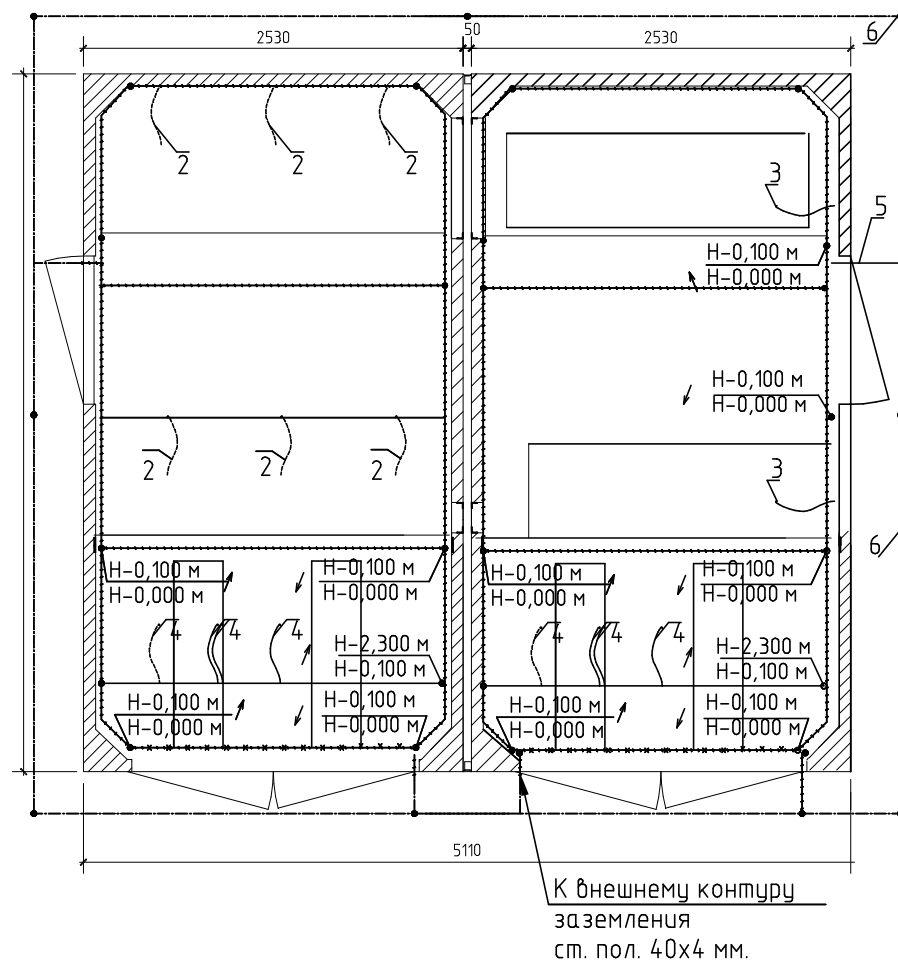 50
6
2530
2530
2
2
2
3
5
Н-0,100 м
Н-0,000 м
Н-0,100 м
Н-0,000 м
2
2
2
3
6
Н-0,100 м
Н-0,000 м
Н-0,100 м
Н-0,000 м
Н-0,100 м
Н-0,000 м
Н-0,100 м
Н-0,000 м
4
4
4
4
4
4
Н-2,300 м
Н-0,100 м
Н-2,300 м
Н-0,100 м
Н-0,100 м
Н-0,000 м
Н-0,100 м
Н-0,000 м
Н-0,100 м
Н-0,000 м
Н-0,100 м
Н-0,000 м
5110
К внешнему контуру
заземления
ст. пол. 40х4 мм.